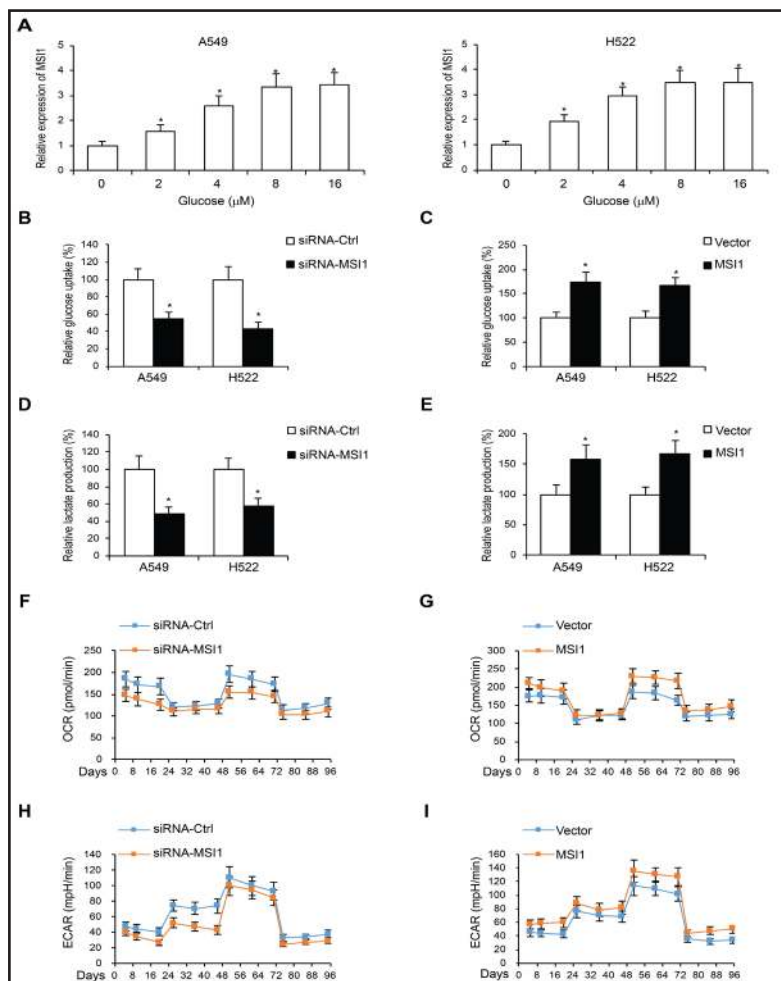 A
A549
Relative expression of MSI1
5
4
3
2
1
0
* * * *
0 2 4 8 16
Glucose (μM)
H522
Relative expression of MSI1
5
4
3
2
1
0
* * * *
0 2 4 8 16
Glucose (μM)
B
siRNA-Ctrl
siRNA-MSI1
Relative glucose uptake (%)
140
120
100
80
60
40
20
0
* *
A549 H522
C
Vector
MSI1
Relative glucose uptake (%)
250
200
150
100
50
0
* *
A549 H522
D
siRNA-Ctrl
siRNA-MSI1
Relative lactate production (%)
140
120
100
80
60
40
20
0
* *
A549 H522
E
Vector
MSI1
Relative lactate production (%)
250
200
150
100
50
0
* *
A549 H522
F
siRNA-Ctrl
siRNA-MSI1
OCR (pmol/min)
250
200
150
100
50
0
Days 0 8 16 24 32 40 48 56 64 72 80 88 96
G
Vector
MSI1
OCR (pmol/min)
300
250
200
150
100
50
0
Days 0 8 16 24 32 40 48 56 64 72 80 88 96
H
siRNA-Ctrl
siRNA-MSI1
ECAR (mpH/min)
140
120
100
80
60
40
20
0
Days 0 8 16 24 32 40 48 56 64 72 80 88 96
I
Vector
MSI1
ECAR (mpH/min)
160
140
120
100
80
60
40
20
0
Days 0 8 16 24 32 40 48 56 64 72 80 88 96